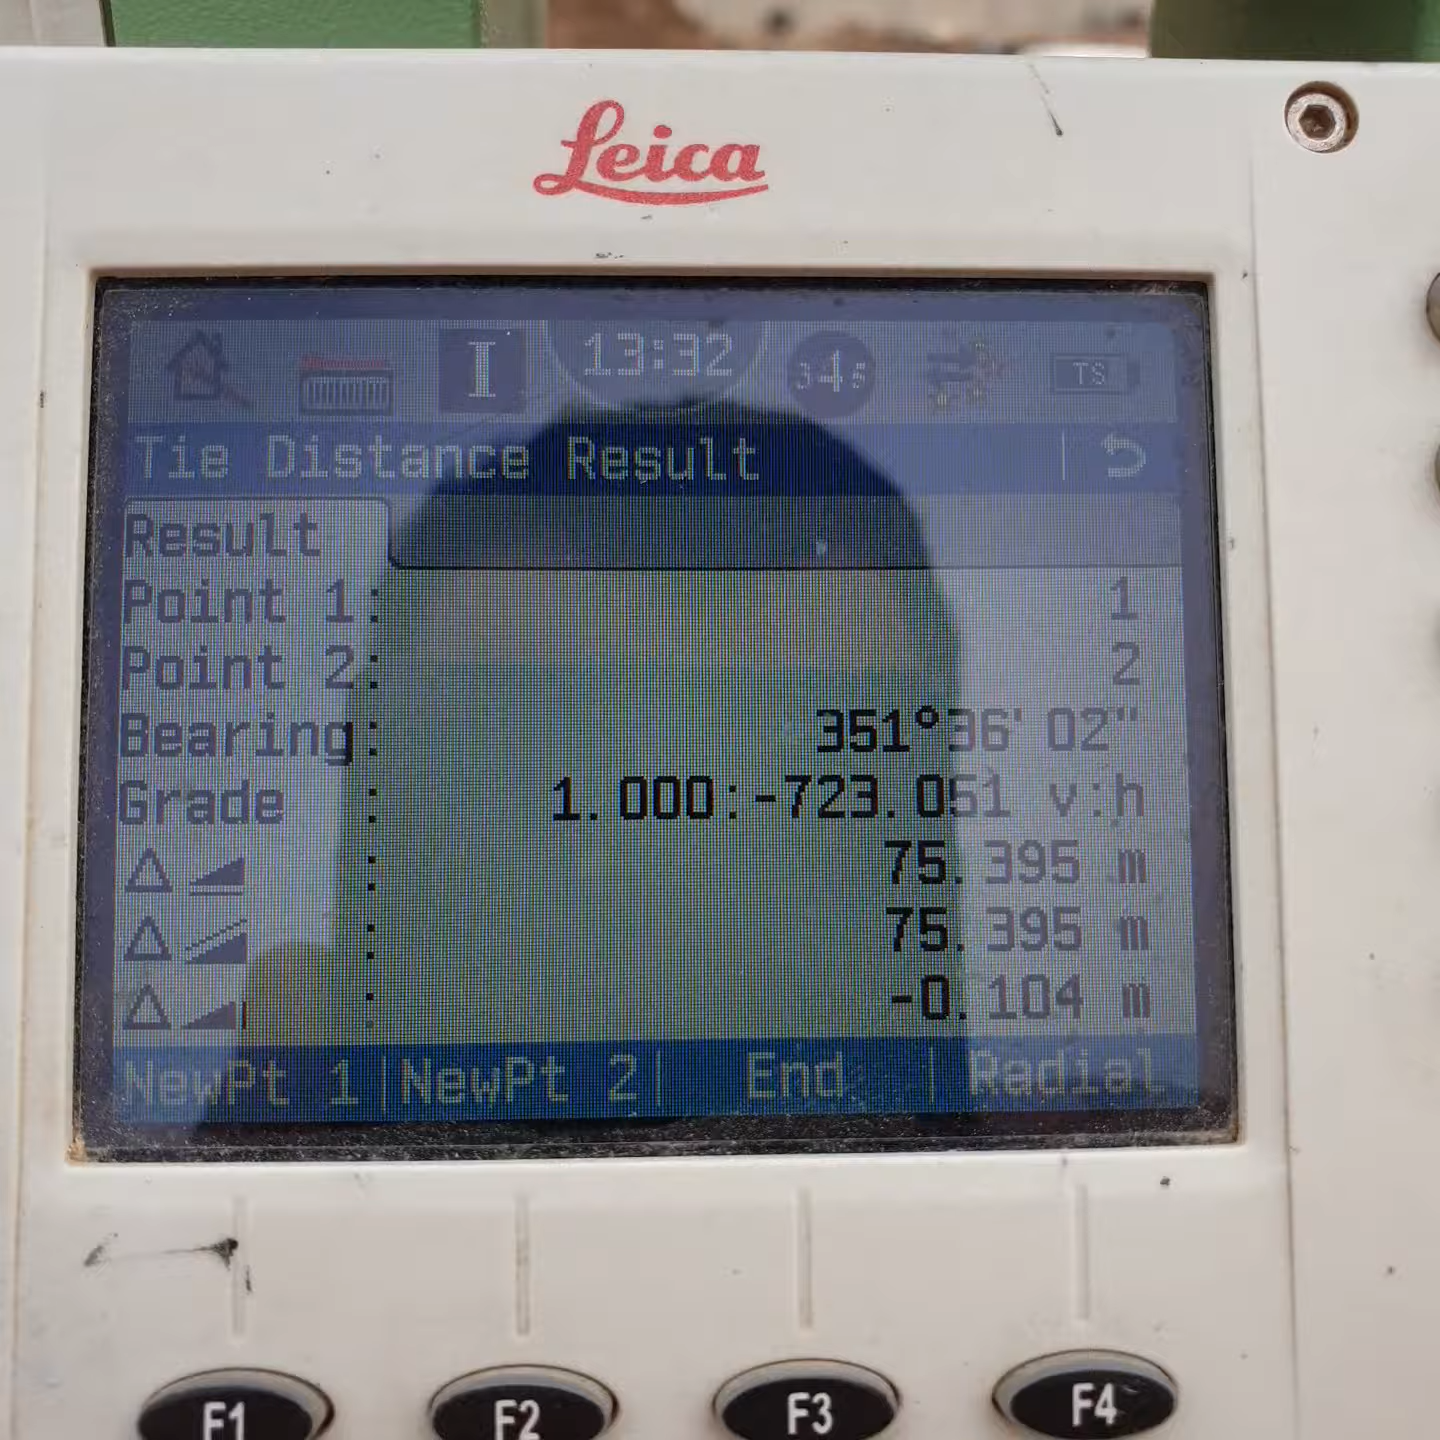 Leica
I 13:32 345 TS
Tie Distance Result
Result
Point 1: 1
Point 2: 2
Bearing: 351°36' 02"
Grade : 1.000:-723.051 v:h
: 75.395 m
: 75.395 m
: -0.104 m
NewPt 1|NewPt 2| End | Radial
F1 F2 F3 F4